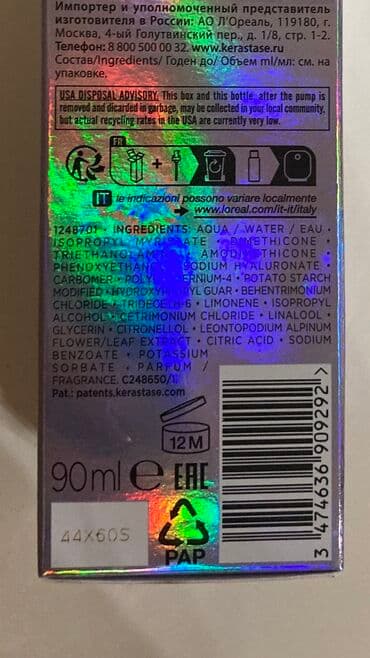 Импортер и уполномоченный представитель
изготовителя в России: АО Л'Ореаль, 119180, г.
Москва, 4-ый Голутвинский пер., д. 1/8, стр. 1-2.
Телефон: 8 800 500 00 32. www.kerastase.ru
Состав/Ingredients/ Годен до/ Объем ml/мл: см. на
упаковке.
USA DISPOSAL ADVISORY. This box and this bottle, after the pump is
removed and dicarded in garbage, may be collected in your local community,
but actual recycling rates in the USA are currently very low.
FR
+
IT le indicazioni possono variare localmente
www.loreal.com/it-it/italy
1248701 - INGREDIENTS: AQUA / WATER / EAU •
ISOPROPYL MYRISTATE • DIMETHICONE •
TRIETHANOLAMINE • AMODIMETHICONE •
PHENOXYETHANOL • SODIUM HYALURONATE •
CARBOMER • POLYQUATERNIUM-4 • POTATO STARCH
MODIFIED • HYDROXYPROPYL GUAR • BEHENTRIMONIUM
CHLORIDE • TRIDECETH-6 • LIMONENE • ISOPROPYL
ALCOHOL • CETRIMONIUM CHLORIDE • LINALOOL •
GLYCERIN • CITRONELLOL • LEONTOPODIUM ALPINUM
FLOWER/LEAF EXTRACT • CITRIC ACID • SODIUM
BENZOATE • POTASSIUM
SORBATE • PARFUM /
FRAGRANCE. C248650/1
Pat.: patents.kerastase.com
12 M
90 ml e EAC
44X60S
PAP
3 474636 909292 >